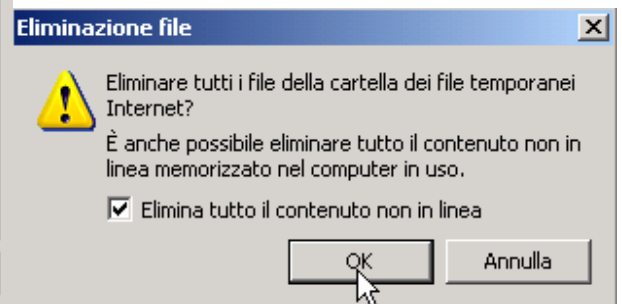 Eliminazione file
Eliminare tutti i file della cartella dei file temporanei
Internet?
È anche possibile eliminare tutto il contenuto non in
linea memorizzato nel computer in uso.
Elimina tutto il contenuto non in linea
OK
Annulla